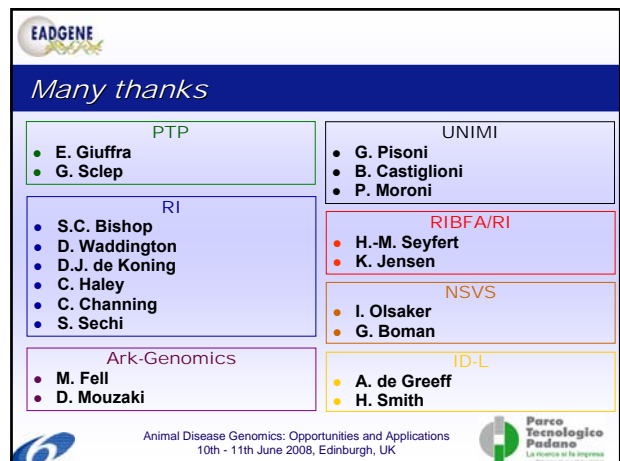 EADGENE
Many thanks
PTP
E. Giuffra
G. Sclep
RI
S.C. Bishop
D. Waddington
D.J. de Koning
C. Haley
C. Channing
S. Sechi
Ark-Genomics
M. Fell
D. Mouzaki
UNIMI
G. Pisoni
B. Castiglioni
P. Moroni
RIBFA/RI
H.-M. Seyfert
K. Jensen
NSVS
I. Olsaker
G. Boman
ID-L
A. de Greeff
H. Smith
Animal Disease Genomics: Opportunities and Applications
10th - 11th June 2008, Edinburgh, UK
Parco
Tecnologico
Padano
La ricerca si fa impresa